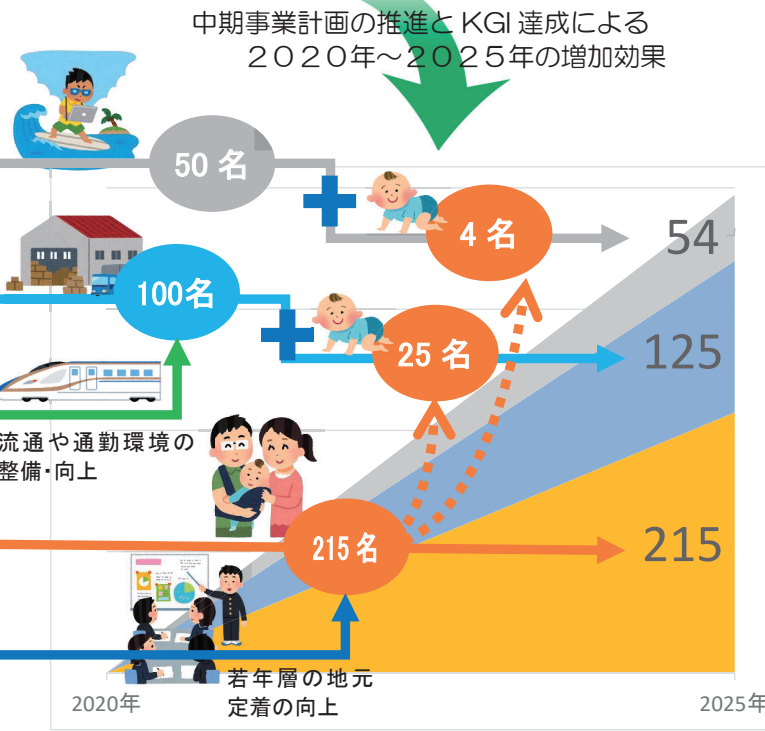 中期事業計画の推進とKGI達成による
２０２０年～２０２５年の増加効果
50名
4名
54
100名
25名
125
流通や通勤環境の
整備・向上
215名
215
若年層の地元
定着の向上
2020年
2025年